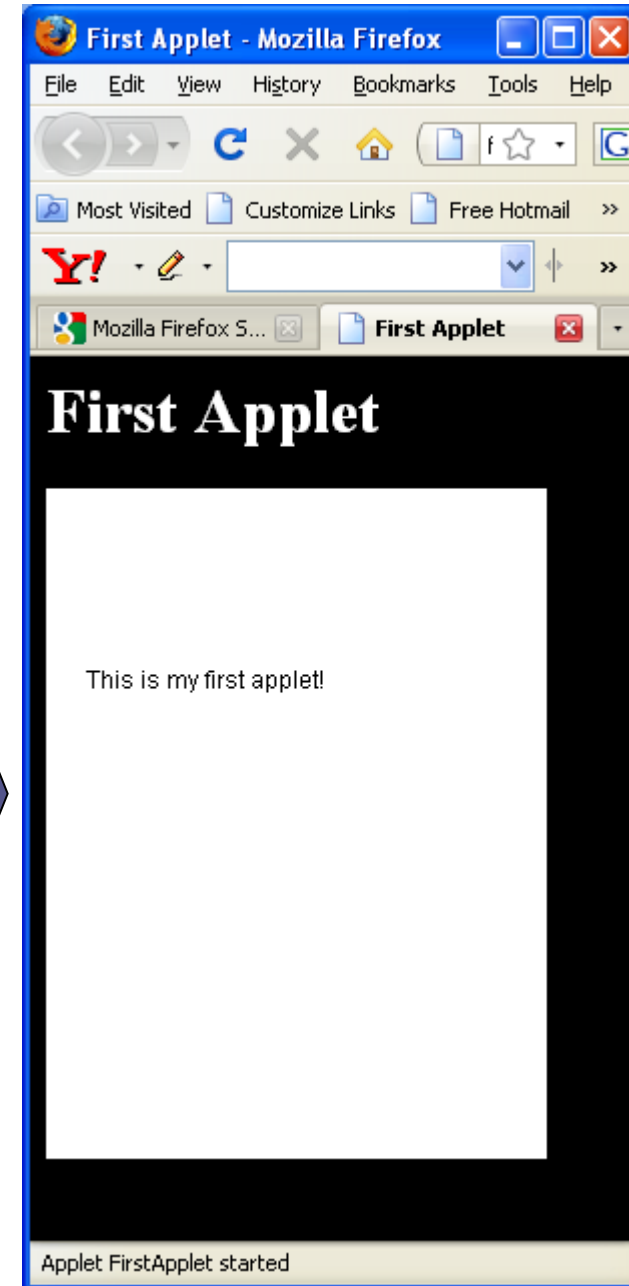 First Applet - Mozilla Firefox
File Edit View History Bookmarks Tools Help
f G
Most Visited Customize Links Free Hotmail »
Y! »
Mozilla Firefox S... First Applet
First Applet
This is my first applet!
Applet FirstApplet started